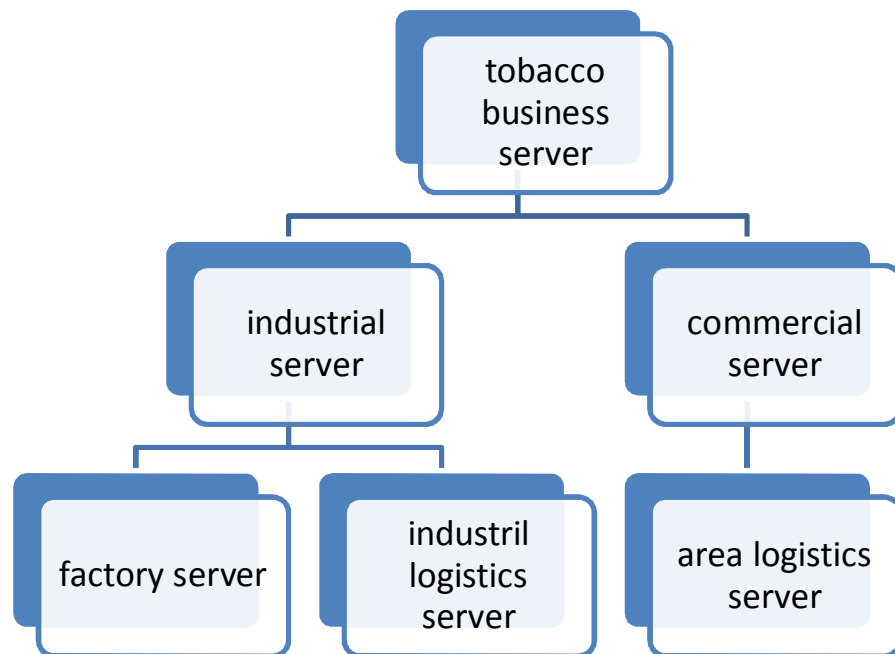 tobacco
business
server
industrial
server
commercial
server
factory server
industril
logistics
server
area logistics
server